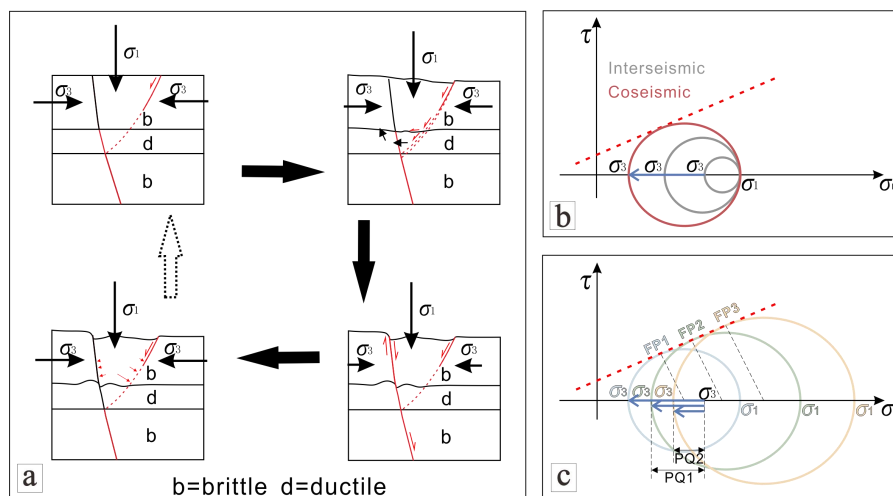 σ1
σ3
σ3
b
d
b
σ1
σ3
σ3
b
d
b
σ1
σ3
σ3
b
d
b
σ1
σ3
σ3
b
d
b
a
b=brittle d=ductile
τ
Interseismic
Coseismic
σ3 σ3 σ3
σ1
b
τ
FP1 FP2 FP3
σ3 σ3 σ3 σ3
σ
σ1 σ1 σ1
PQ2
PQ1
c